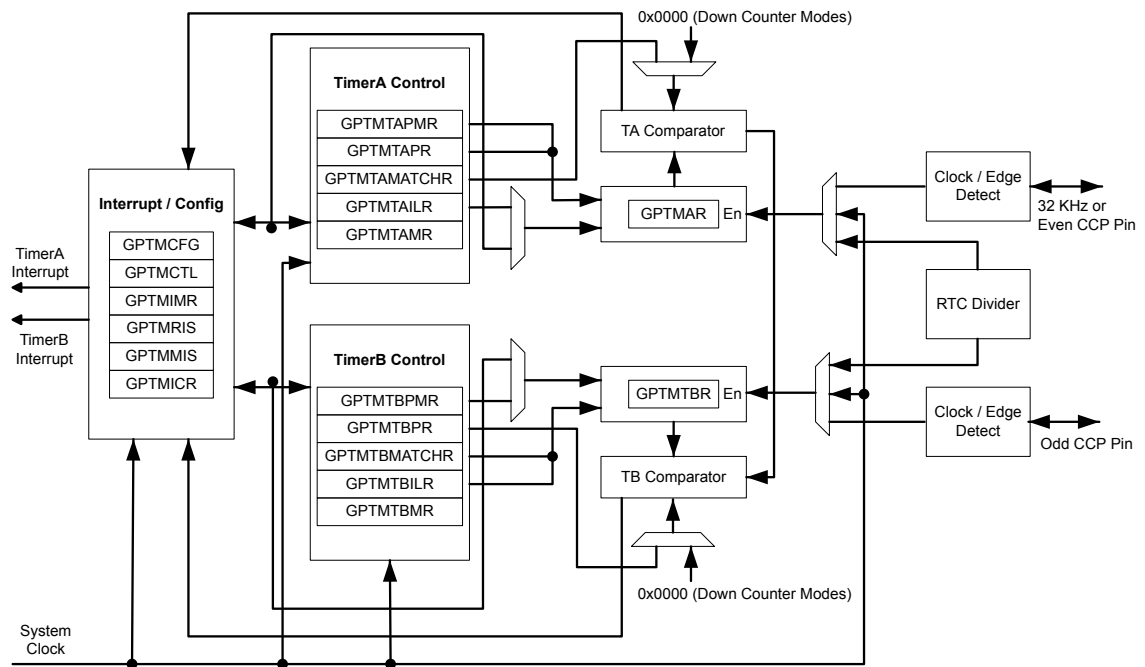 0x0000 (Down Counter Modes)
TimerA Control
GPTMTAPMR
GPTMTAPR
GPTMTAMATCHR
GPTMTAILR
GPTMTAMR
TA Comparator
GPTMAR
En
Clock / Edge
Detect
32 KHz or
Even CCP Pin
Interrupt / Config
GPTMCFG
GPTMCTL
GPTMIMR
GPTMRIS
GPTMMIS
GPTMICR
TimerA
Interrupt
TimerB
Interrupt
RTC Divider
TimerB Control
GPTMTBPMR
GPTMTBPR
GPTMTBMATCHR
GPTMTBILR
GPTMTBMR
GPTMTBR
En
TB Comparator
Clock / Edge
Detect
Odd CCP Pin
0x0000 (Down Counter Modes)
System
Clock